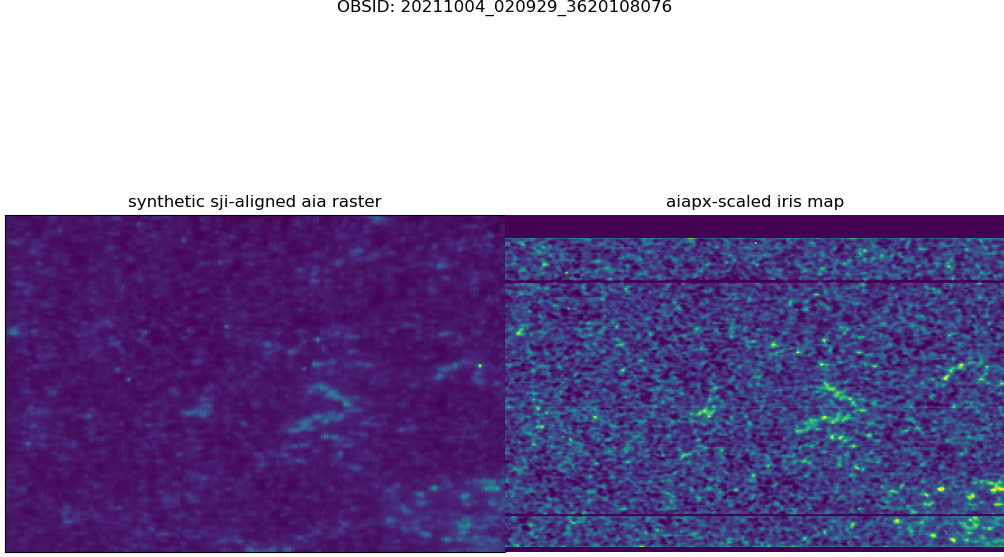 OBSID: 20211004_020929_3620108076
synthetic sji-aligned aia raster
aiapx-scaled iris map